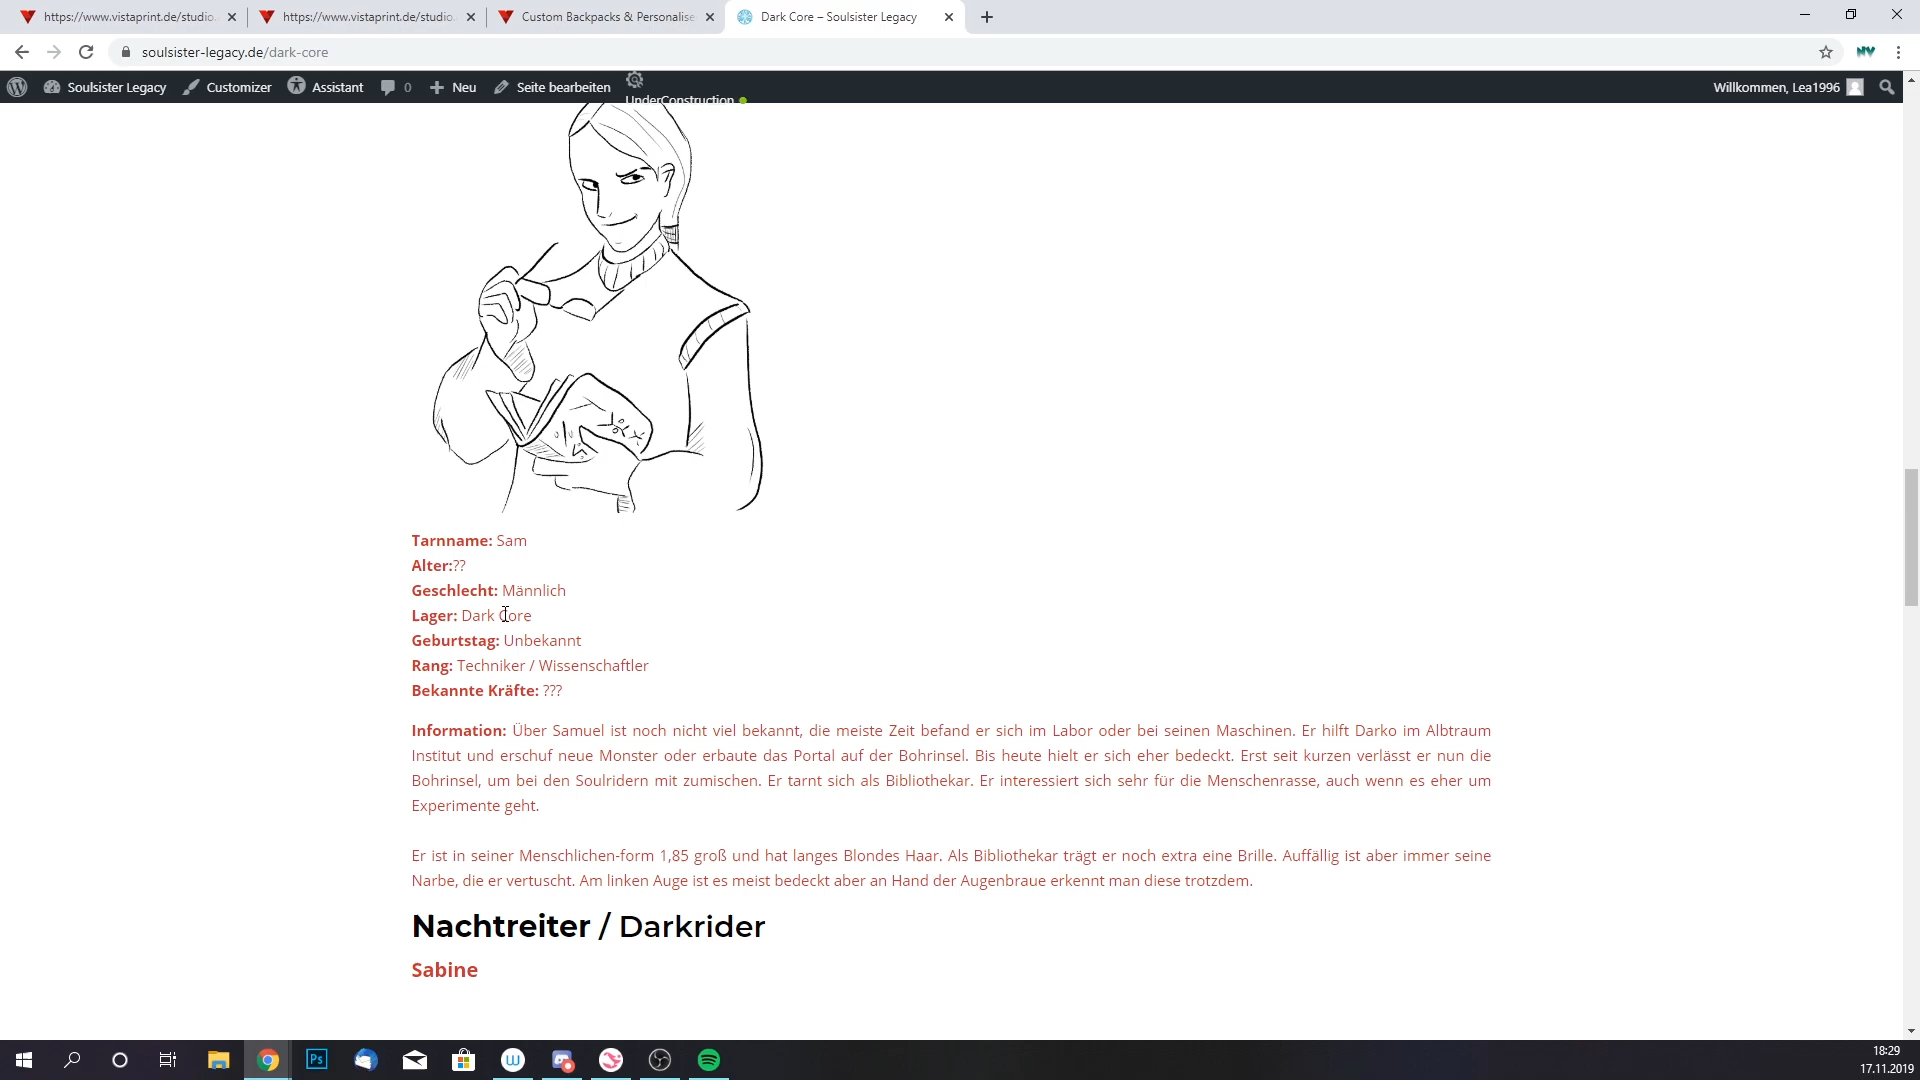 https://www.vistaprint.de/studio.
https://www.vistaprint.de/studio.
Custom Backpacks & Personalise
Dark Core – Soulsister Legacy
soulsister-legacy.de/dark-core
Soulsister Legacy
Customizer
Assistant
0
Neu
Seite bearbeiten
UnderConstruction
Willkommen, Lea1996
Tarnname: Sam
Alter:??
Geschlecht: Männlich
Lager: Dark Core
Geburtstag: Unbekannt
Rang: Techniker / Wissenschaftler
Bekannte Kräfte: ???
Information: Über Samuel ist noch nicht viel bekannt, die meiste Zeit befand er sich im Labor oder bei seinen Maschinen. Er hilft Darko im Albtraum
Institut und erschuf neue Monster oder erbaute das Portal auf der Bohrinsel. Bis heute hielt er sich eher bedeckt. Erst seit kurzen verlässt er nun die
Bohrinsel, um bei den Soulridern mit zumischen. Er tarnt sich als Bibliothekar. Er interessiert sich sehr für die Menschenrasse, auch wenn es eher um
Experimente geht.
Er ist in seiner Menschlichen-form 1,85 groß und hat langes Blondes Haar. Als Bibliothekar trägt er noch extra eine Brille. Auffällig ist aber immer seine
Narbe, die er vertuscht. Am linken Auge ist es meist bedeckt aber an Hand der Augenbraue erkennt man diese trotzdem.
Nachtreiter / Darkrider
Sabine
Ps
18:29
17.11.2019